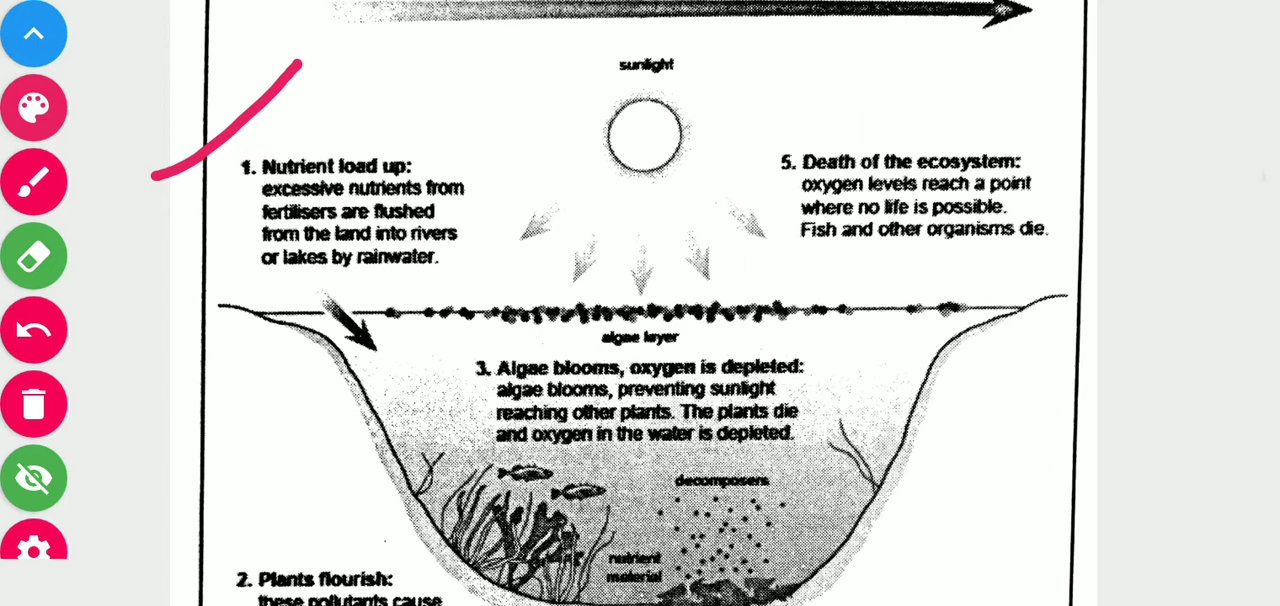 sunlight
1. Nutrient load up:
excessive nutrients from
fertilisers are flushed
from the land into rivers
or lakes by rainwater.
5. Death of the ecosystem:
oxygen levels reach a point
where no life is possible.
Fish and other organisms die.
algae layer
3. Algae blooms, oxygen is depleted:
algae blooms, preventing sunlight
reaching other plants. The plants die
and oxygen in the water is depleted.
decomposers
nutrient
material
2. Plants flourish:
these pollutants cause